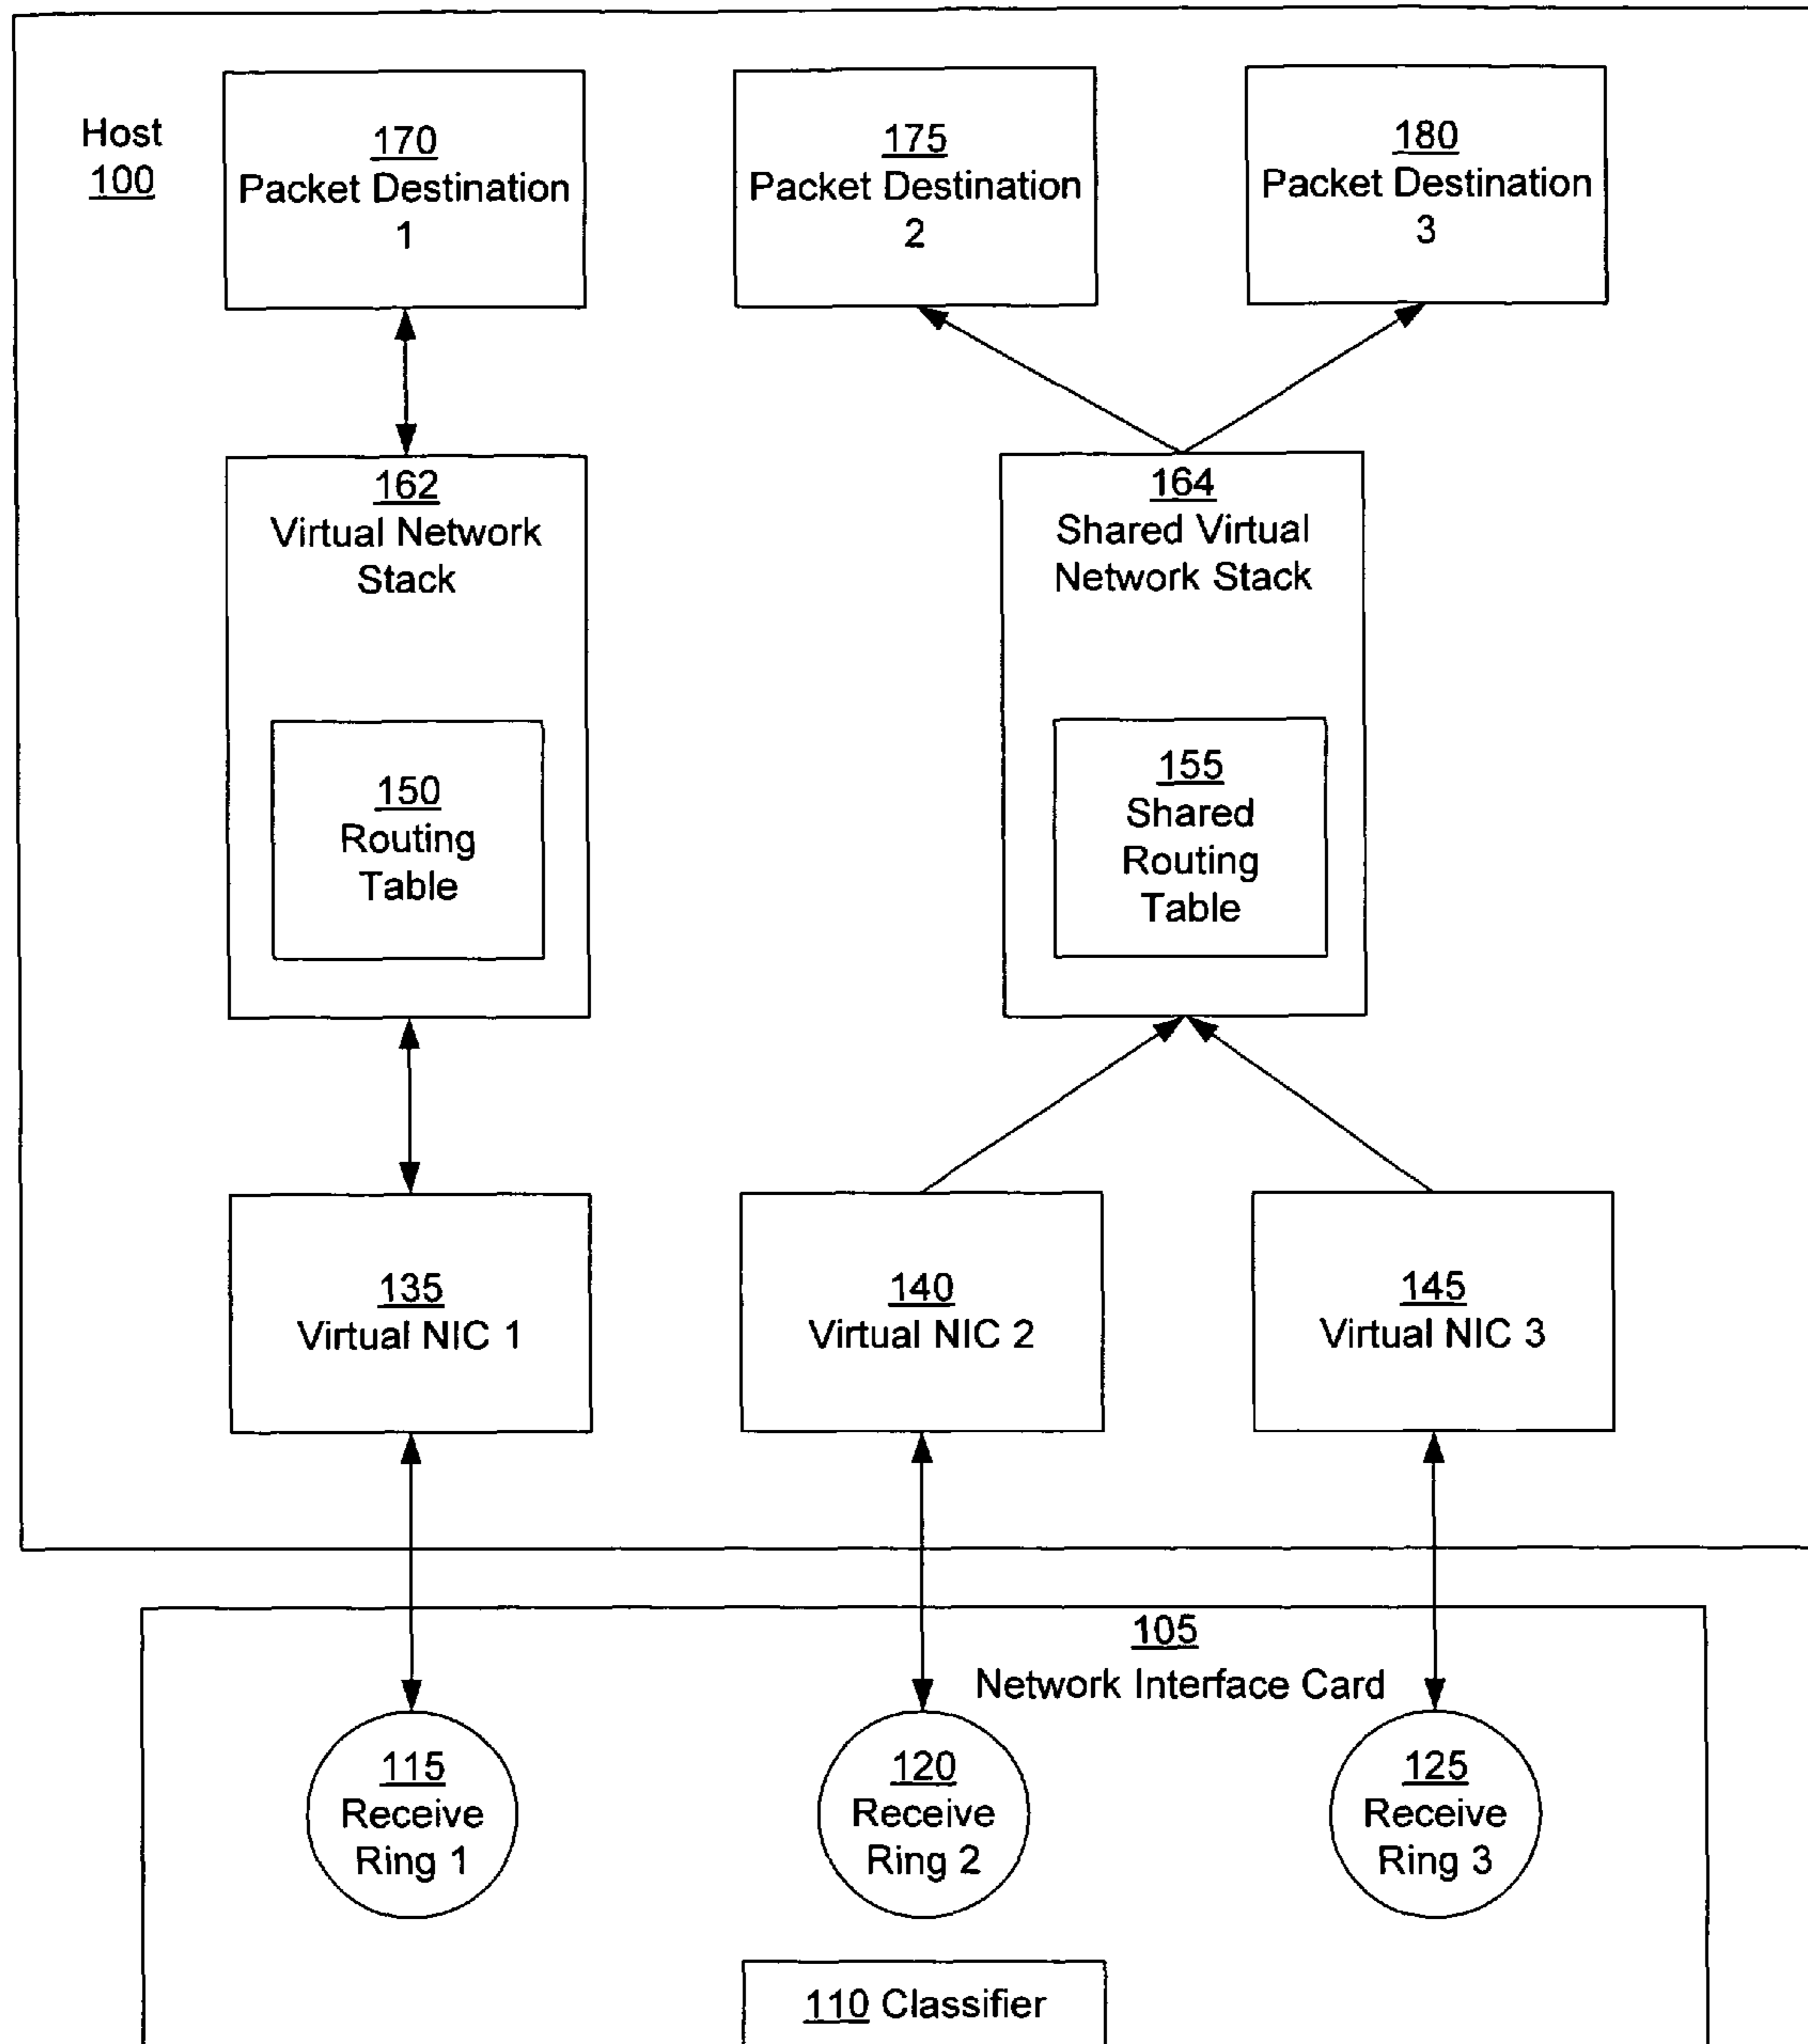 Host
100
170
Packet Destination
1
175
Packet Destination
2
180
Packet Destination
3
162
Virtual Network
Stack
164
Shared Virtual
Network Stack
150
Routing
Table
155
Shared
Routing
Table
135
Virtual NIC 1
140
Virtual NIC 2
145
Virtual NIC 3
105
Network Interface Card
115
Receive
Ring 1
120
Receive
Ring 2
125
Receive
Ring 3
110 Classifier